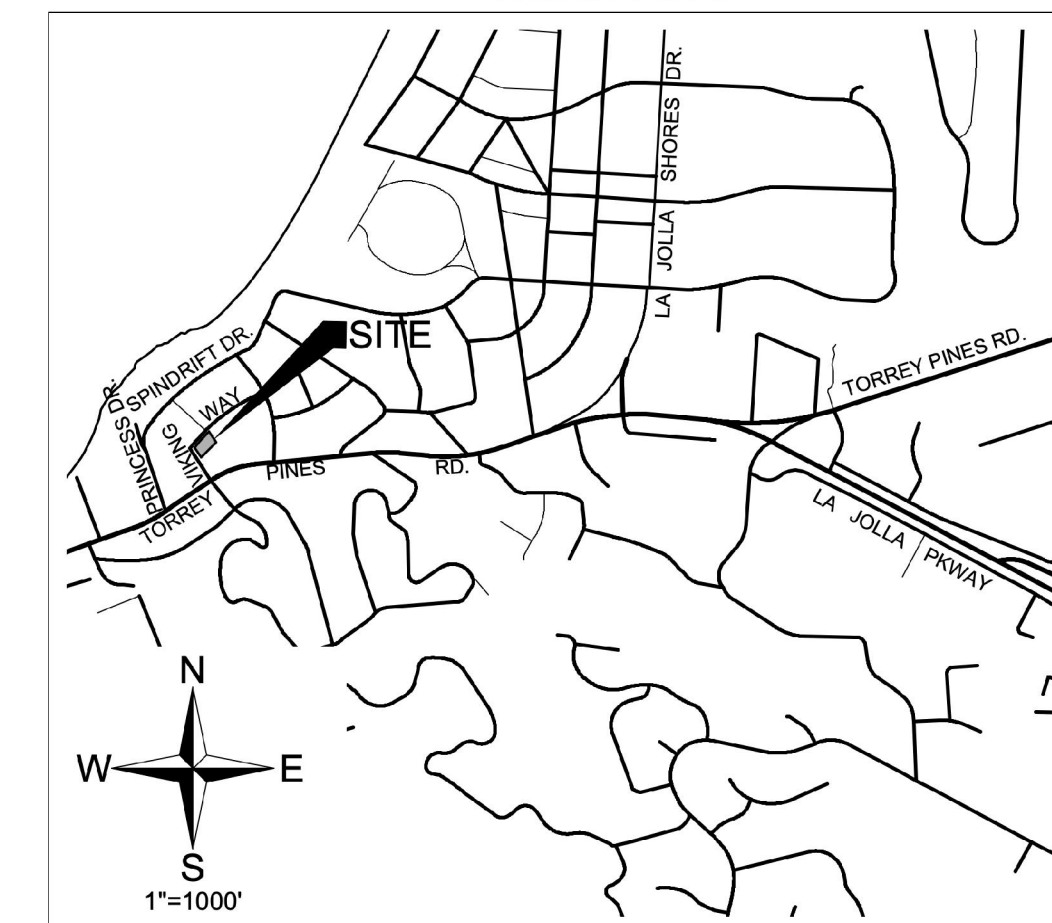 LA JOLLA SHORES DR.
SITE
SPINDRIFT DR.
PRINCESS DR.
VIKING WAY
TORREY PINES RD.
TORREY PINES RD.
LA JOLLA PKWAY
N
W E
S
1"=1000'